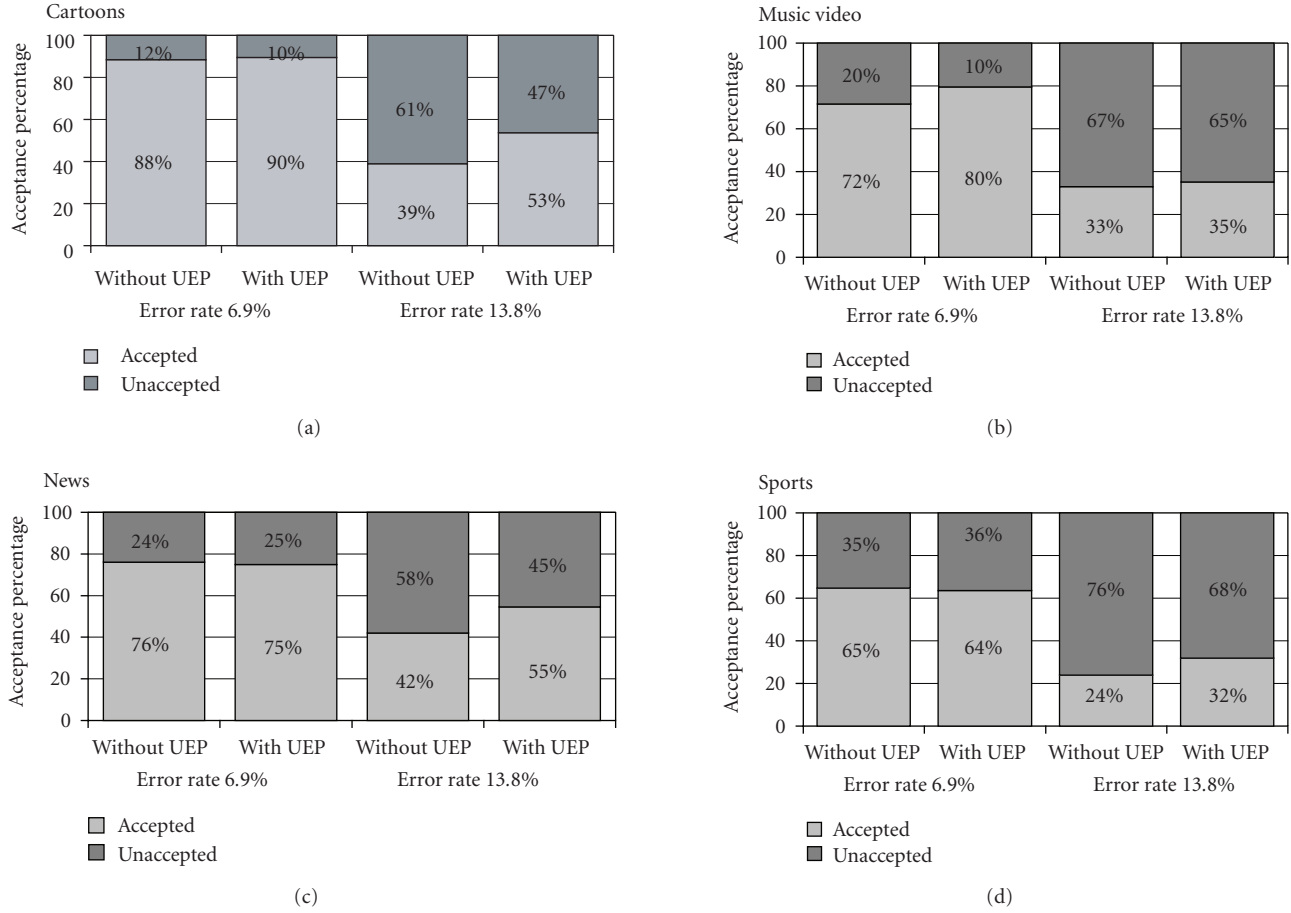 Cartoons
Acceptance percentage
100
80
60
40
20
0
12%
10%
61%
47%
88%
90%
39%
53%
Without UEP
With UEP
Without UEP
With UEP
Error rate 6.9%
Error rate 13.8%
Accepted
Unaccepted
(a)
Music video
Acceptance percentage
100
80
60
40
20
0
20%
10%
67%
65%
72%
80%
33%
35%
Without UEP
With UEP
Without UEP
With UEP
Error rate 6.9%
Error rate 13.8%
Accepted
Unaccepted
(b)
News
Acceptance percentage
100
80
60
40
20
0
24%
25%
58%
45%
76%
75%
42%
55%
Without UEP
With UEP
Without UEP
With UEP
Error rate 6.9%
Error rate 13.8%
Accepted
Unaccepted
(c)
Sports
Acceptance percentage
100
80
60
40
20
0
35%
36%
76%
68%
65%
64%
24%
32%
Without UEP
With UEP
Without UEP
With UEP
Error rate 6.9%
Error rate 13.8%
Accepted
Unaccepted
(d)